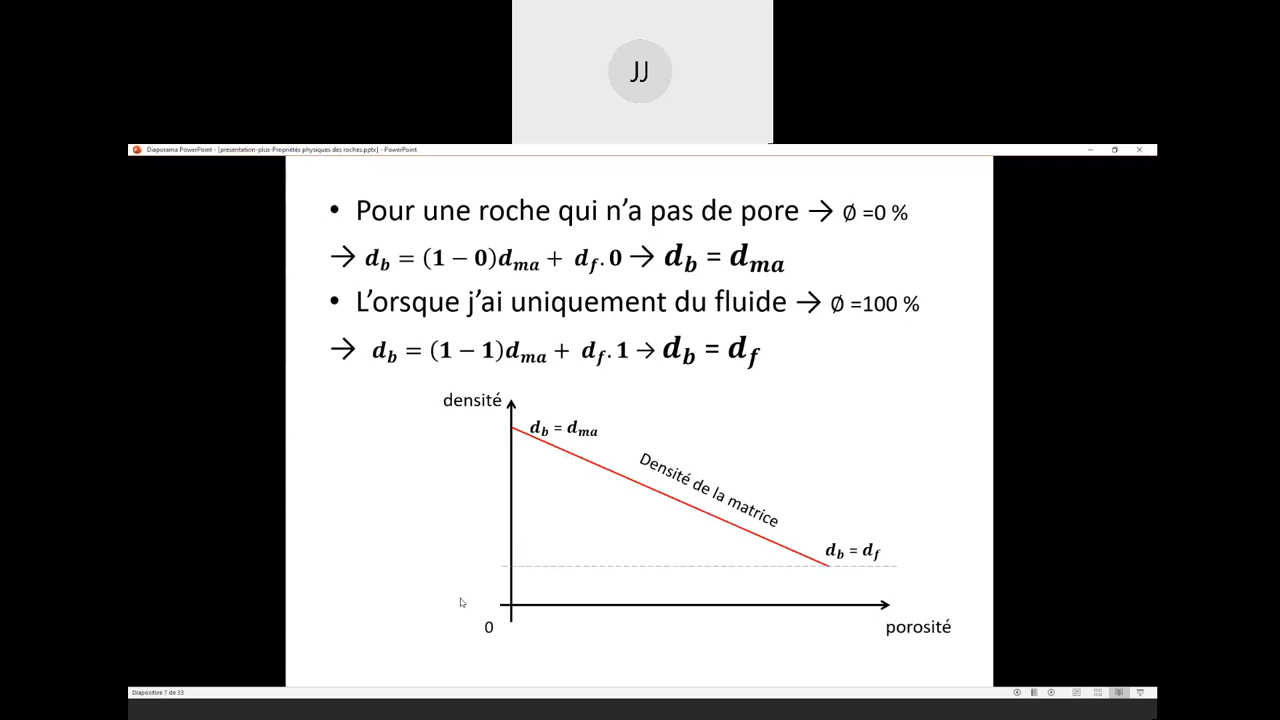 JJ
Diaporama PowerPoint - [presentation-plus-Propriétés physiques des roches.pptx] - PowerPoint
• Pour une roche qui n’a pas de pore → ∅ =0 %
→ d_b = (1 − 0)d_ma + d_f. 0 → d_b = d_ma
• L’orsque j’ai uniquement du fluide → ∅ =100 %
→ d_b = (1 − 1)d_ma + d_f. 1 → d_b = d_f
densité
d_b = d_ma
Densité de la matrice
d_b = d_f
0
porosité
Diapositive 7 de 33